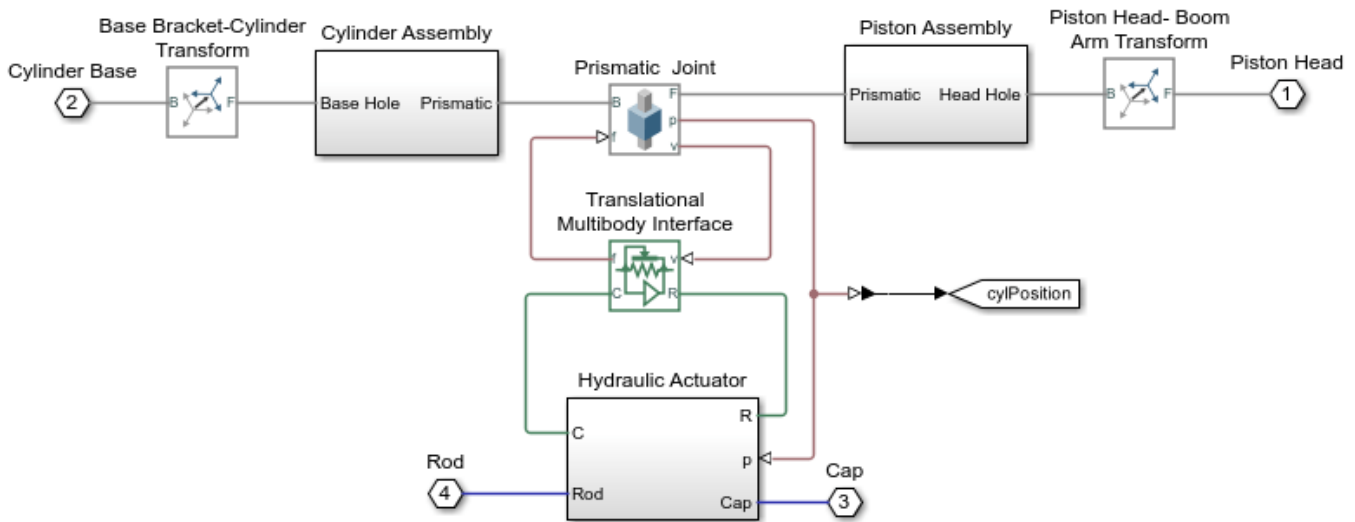 Base Bracket-Cylinder
Transform
Cylinder Assembly
Piston Assembly
Piston Head- Boom
Arm Transform
Cylinder Base
Prismatic  Joint
Piston Head
2
B
F
Base Hole
Prismatic
B
F
p
f
v
Prismatic
Head Hole
B
F
1
Translational
Multibody Interface
f
v
C
R
cylPosition
Hydraulic Actuator
R
C
p
Rod
4
Rod
Cap
Cap
3